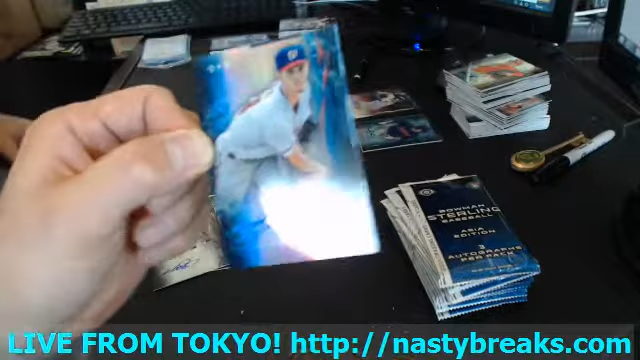 BOWMAN
STERLING
BASEBALL
ASIA
EDITION
3
AUTOGRAPHS
PER PACK
LIVE FROM TOKYO! http://nastybreaks.com